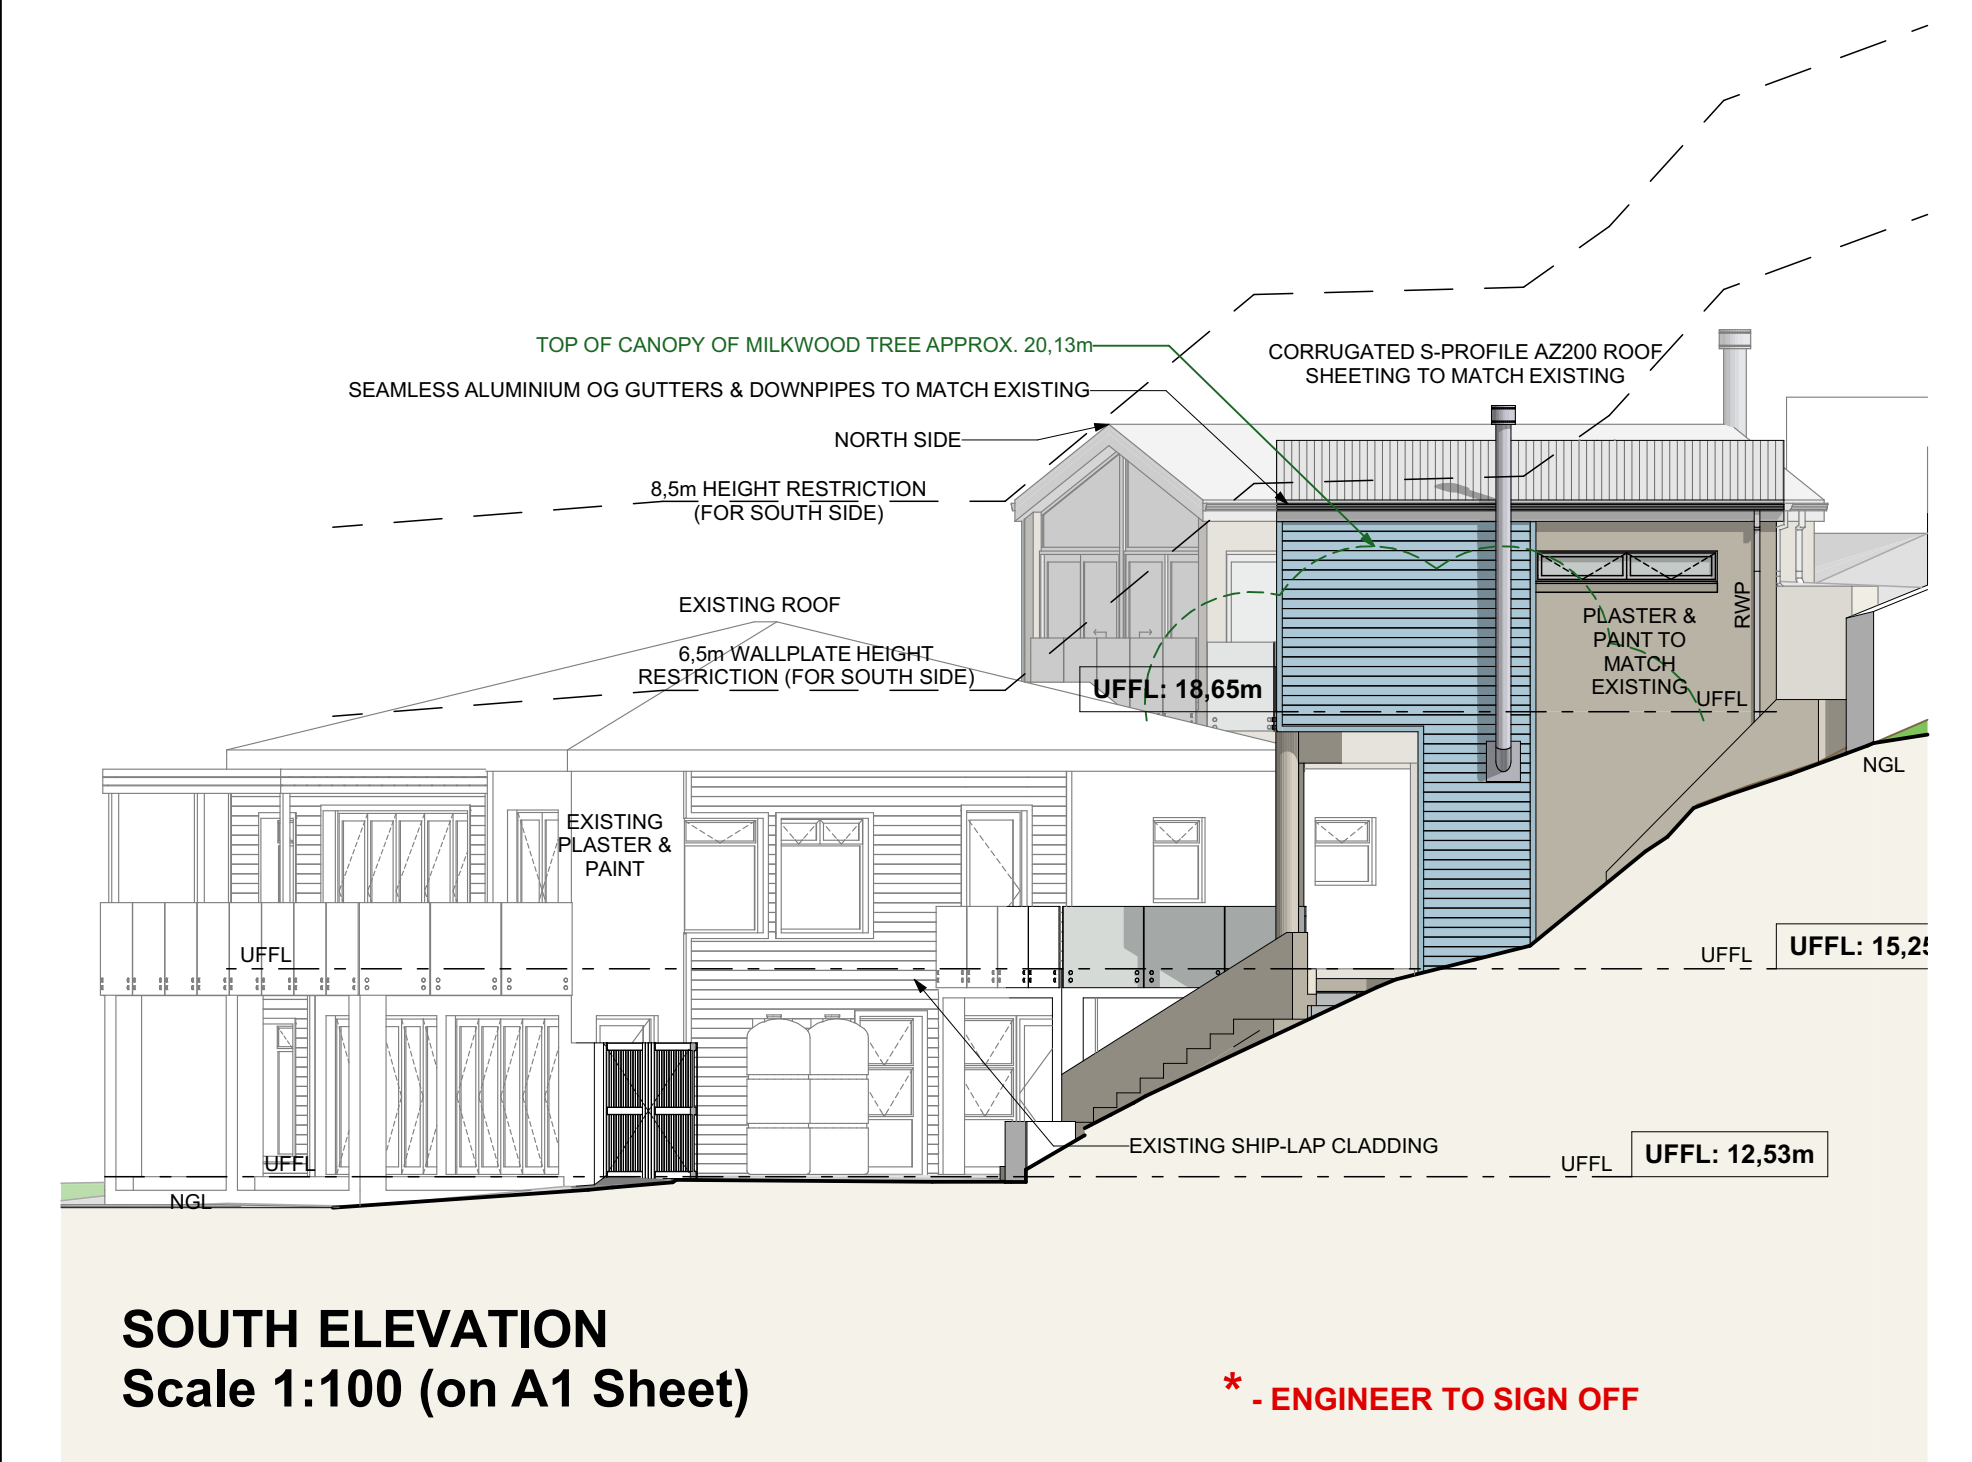 TOP OF CANOPY OF MILKWOOD TREE APPROX. 20,13m
CORRUGATED S-PROFILE AZ200 ROOF
SHEETING TO MATCH EXISTING
SEAMLESS ALUMINIUM OG GUTTERS & DOWNPIPES TO MATCH EXISTING
NORTH SIDE
8,5m HEIGHT RESTRICTION
(FOR SOUTH SIDE)
EXISTING ROOF
6,5m WALLPLATE HEIGHT
RESTRICTION (FOR SOUTH SIDE)
UFFL: 18,65m
PLASTER &
PAINT TO
MATCH
EXISTING
RWP
UFFL
NGL
EXISTING
PLASTER &
PAINT
UFFL
UFFL
UFFL: 15,25
EXISTING SHIP-LAP CLADDING
UFFL
UFFL
UFFL: 12,53m
NGL
SOUTH ELEVATION
Scale 1:100 (on A1 Sheet)
* - ENGINEER TO SIGN OFF